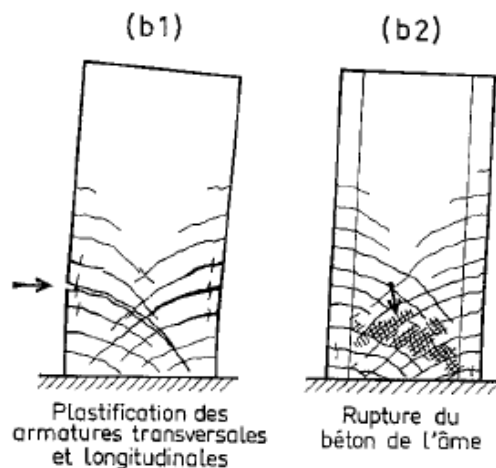 (b1)
(b2)
Plastification des
armatures transversales
et longitudinales
Rupture du
béton de l'âme